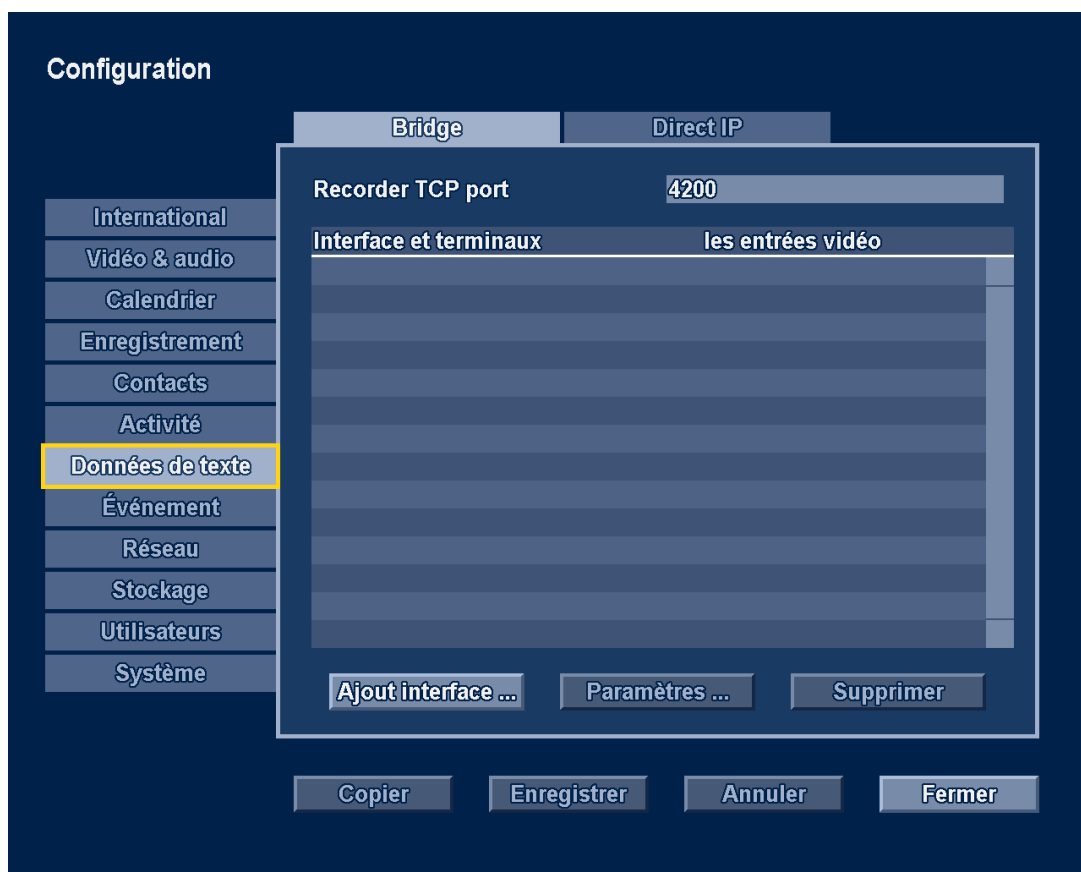 Configuration
Bridge Direct IP
Recorder TCP port 4200
Interface et terminaux les entrées vidéo
International
Vidéo & audio
Calendrier
Enregistrement
Contacts
Activité
Données de texte
Événement
Réseau
Stockage
Utilisateurs
Système
Ajout interface ... Paramètres ... Supprimer
Copier Enregistrer Annuler Fermer